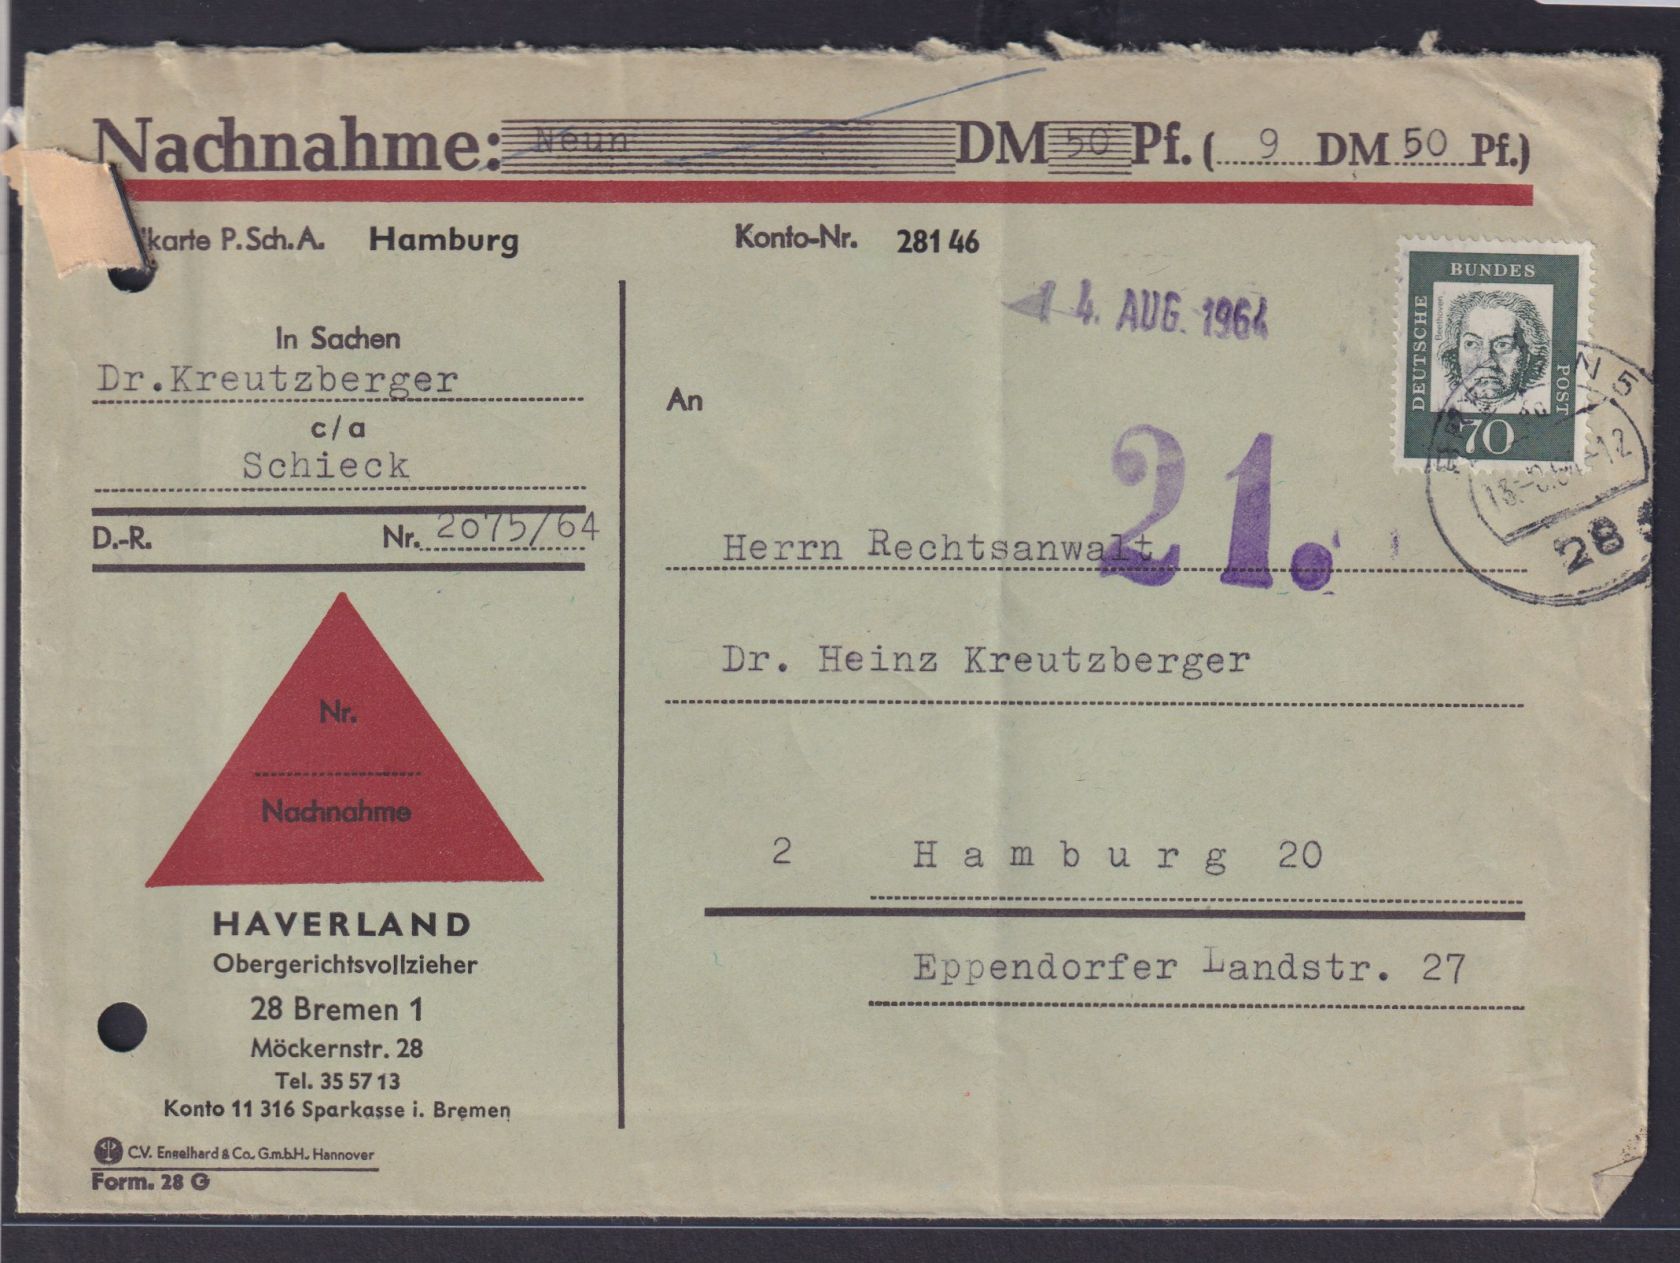 Nachnahme: Neun DM 50 Pf. ( 9 DM 50 Pf.)
karte P.Sch.A. Hamburg Konto-Nr. 281 46
In Sachen
Dr.Kreutzberger
c/a
Schieck
D.-R. Nr. 2075/64
Nr.
Nachnahme
HAVERLAND
Obergerichtsvollzieher
28 Bremen 1
Möckernstr. 28
Tel. 35 57 13
Konto 11 316 Sparkasse i. Bremen
C.V. Engelhard & Co. G.m.b.H. Hannover
Form. 28 G
14. AUG. 1964
An
21.
Herrn Rechtsanwalt
Dr. Heinz Kreutzberger
2 Hamburg 20
Eppendorfer Landstr. 27
DEUTSCHE
BUNDES
POST
Beethoven
70
28